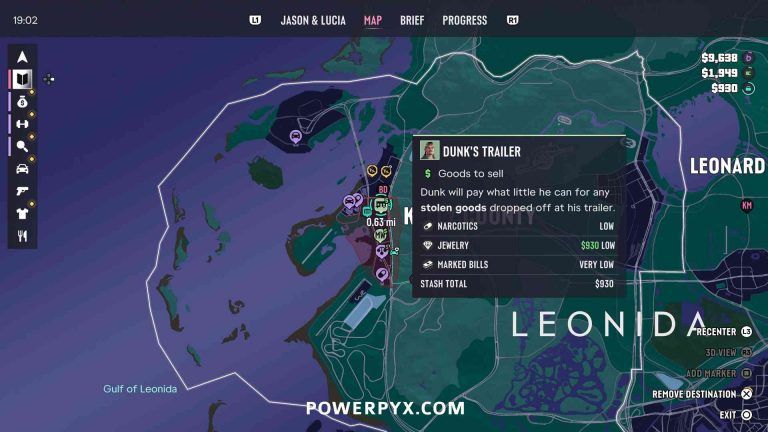 19:02
L1 JASON & LUCIA MAP BRIEF PROGRESS R1
$9,638
$1,949
$930
DUNK'S TRAILER
$ Goods to sell
Dunk will pay what little he can for any
stolen goods dropped off at his trailer.
NARCOTICS LOW
JEWELRY $930 LOW
MARKED BILLS VERY LOW
STASH TOTAL $930
BD
0.63 mi
LEONARD
KM
LEONIDA
Gulf of Leonida
RECENTER L3
3D VIEW R3
ADD MARKER
REMOVE DESTINATION
EXIT
POWERPYX.COM